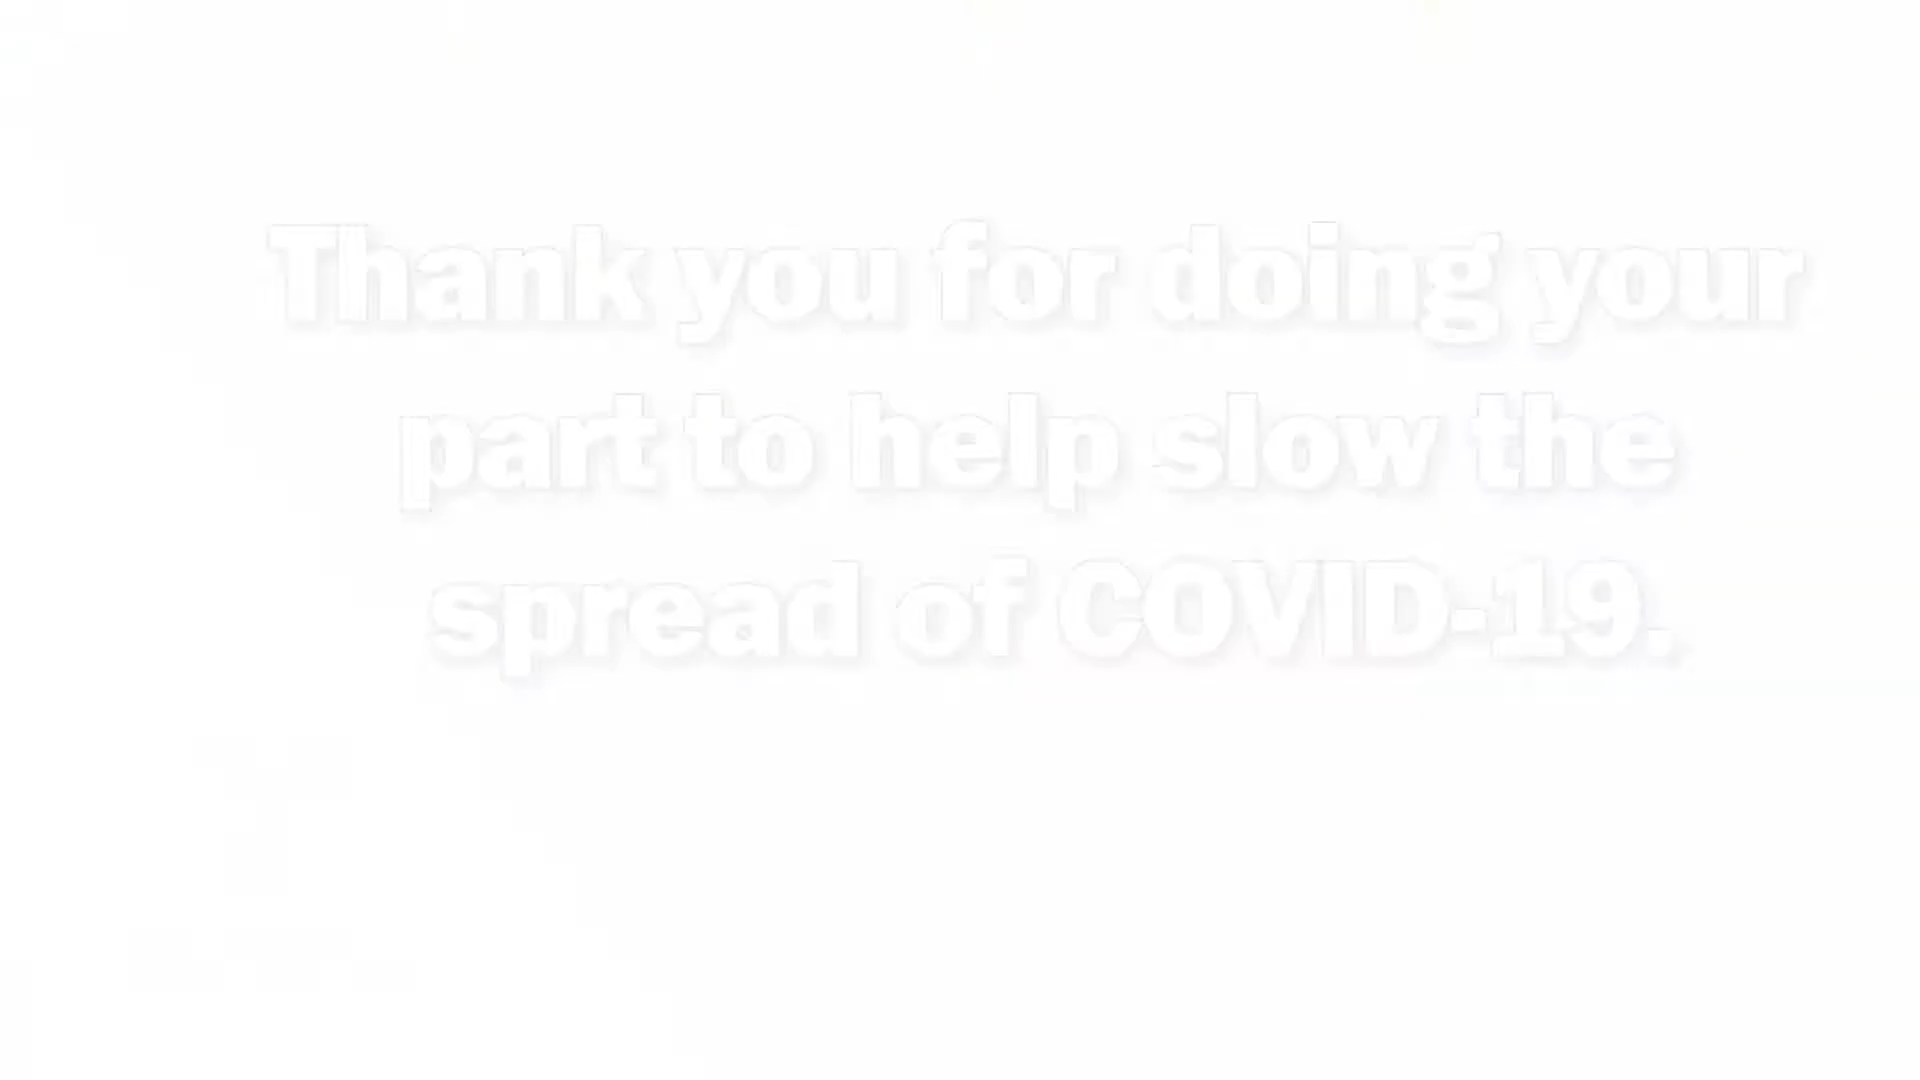 Thank you for doing your
part to help slow the
spread of COVID-19.